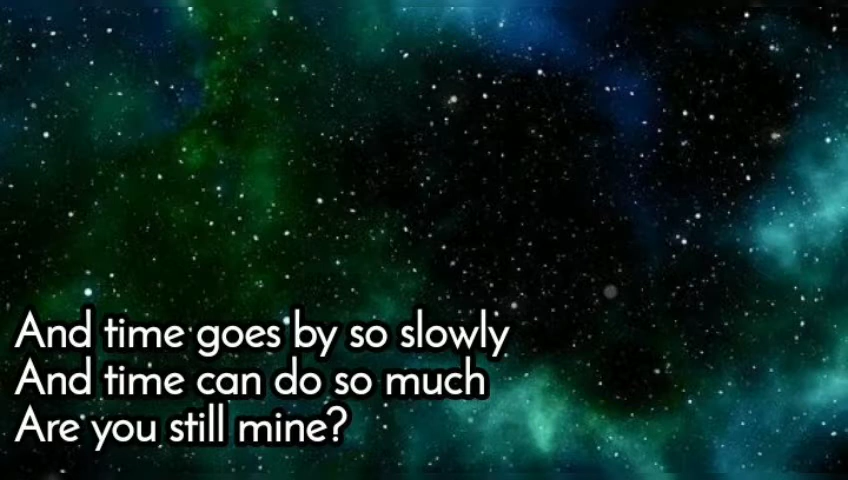 And time goes by so slowly
And time can do so much
Are you still mine?